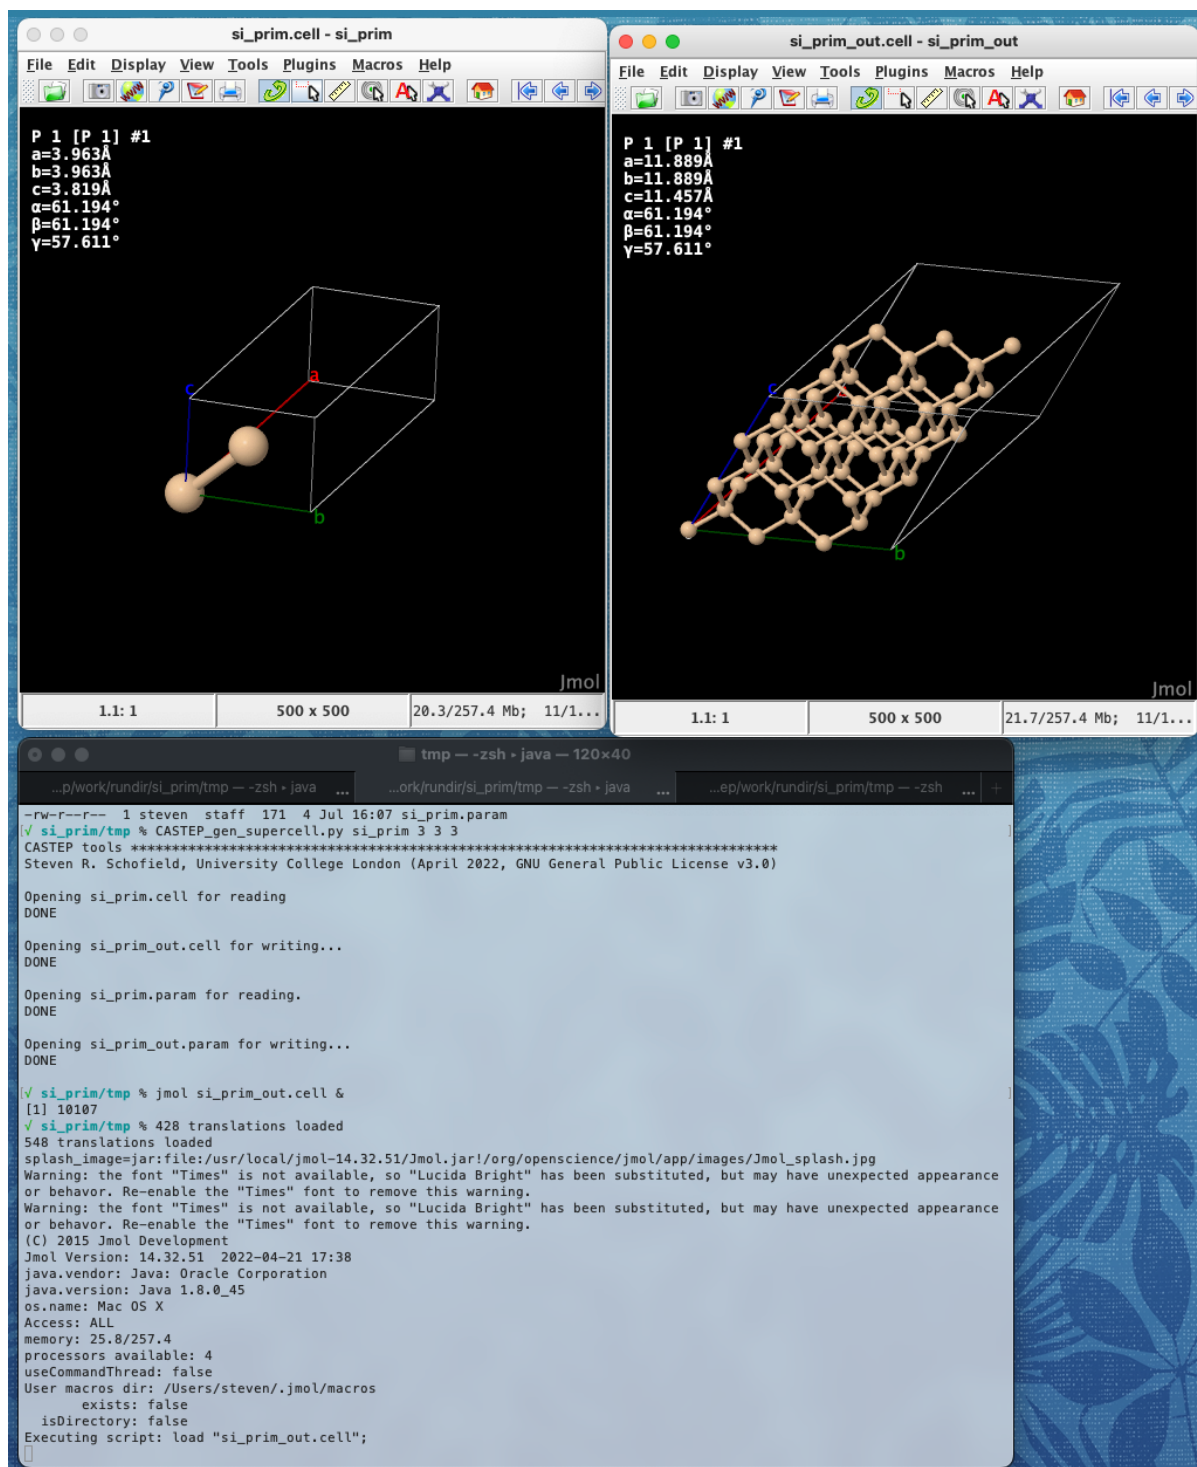 si_prim.cell - si_prim
File Edit Display View Tools Plugins Macros Help
P 1 [P 1] #1
a=3.963Å
b=3.963Å
c=3.819Å
α=61.194°
β=61.194°
γ=57.611°
c
a
b
Jmol
1.1: 1
500 x 500
20.3/257.4 Mb; 11/1...
si_prim_out.cell - si_prim_out
File Edit Display View Tools Plugins Macros Help
P 1 [P 1] #1
a=11.889Å
b=11.889Å
c=11.457Å
α=61.194°
β=61.194°
γ=57.611°
c
b
Jmol
1.1: 1
500 x 500
21.7/257.4 Mb; 11/1...
tmp — -zsh ▸ java — 120×40
...p/work/rundir/si_prim/tmp — -zsh ▸ java ...
...ork/rundir/si_prim/tmp — -zsh ▸ java ...
...ep/work/rundir/si_prim/tmp — -zsh ...
-rw-r--r-- 1 steven staff 171 4 Jul 16:07 si_prim.param
[√ si_prim/tmp % CASTEP_gen_supercell.py si_prim 3 3 3 ]
CASTEP tools *******************************************************************************
Steven R. Schofield, University College London (April 2022, GNU General Public License v3.0)
Opening si_prim.cell for reading
DONE
Opening si_prim_out.cell for writing...
DONE
Opening si_prim.param for reading.
DONE
Opening si_prim_out.param for writing...
DONE
[√ si_prim/tmp % jmol si_prim_out.cell & ]
[1] 10107
√ si_prim/tmp % 428 translations loaded
548 translations loaded
splash_image=jar:file:/usr/local/jmol-14.32.51/Jmol.jar!/org/openscience/jmol/app/images/Jmol_splash.jpg
Warning: the font "Times" is not available, so "Lucida Bright" has been substituted, but may have unexpected appearance
or behavor. Re-enable the "Times" font to remove this warning.
Warning: the font "Times" is not available, so "Lucida Bright" has been substituted, but may have unexpected appearance
or behavor. Re-enable the "Times" font to remove this warning.
(C) 2015 Jmol Development
Jmol Version: 14.32.51 2022-04-21 17:38
java.vendor: Java: Oracle Corporation
java.version: Java 1.8.0_45
os.name: Mac OS X
Access: ALL
memory: 25.8/257.4
processors available: 4
useCommandThread: false
User macros dir: /Users/steven/.jmol/macros
exists: false
isDirectory: false
Executing script: load "si_prim_out.cell";